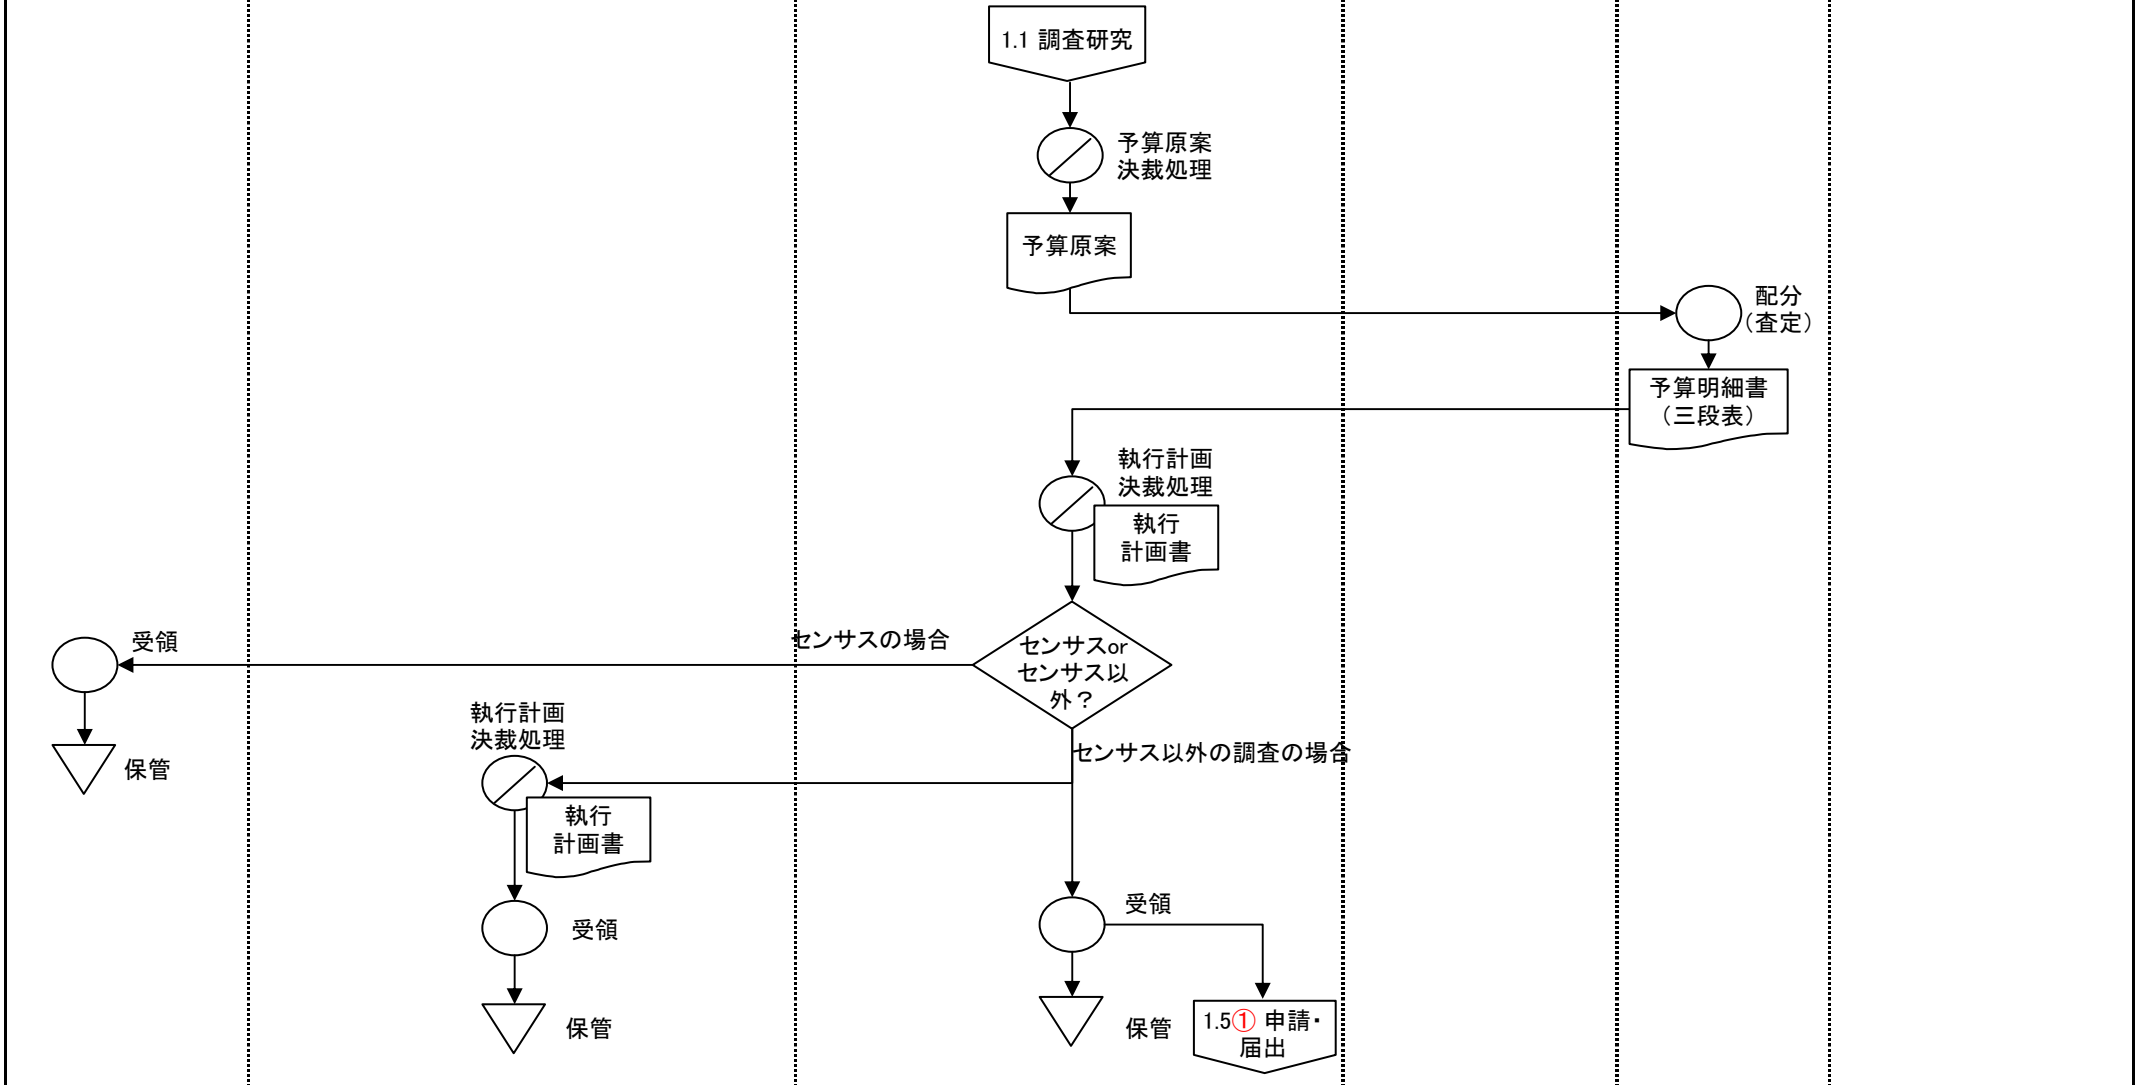 1.1 調査研究
予算原案
決裁処理
予算原案
配分
（査定）
予算明細書
（三段表）
執行計画
決裁処理
執行
計画書
受領
センサスの場合
センサスor
センサス以
外？
保管
執行計画
決裁処理
センサス以外の調査の場合
執行
計画書
受領
受領
保管
保管
1.5① 申請・
届出